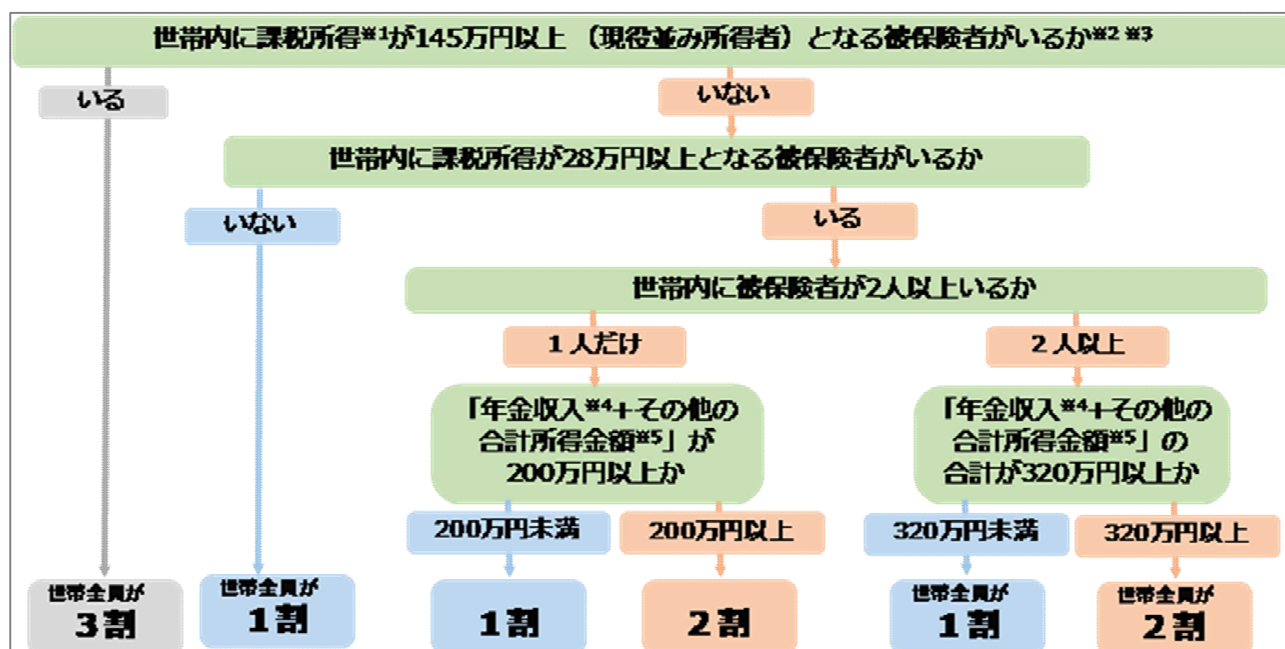 世帯内に課税所得※1が145万円以上 （現役並み所得者）となる被保険者がいるか※2 ※3
いる
いない
世帯内に課税所得が28万円以上となる被保険者がいるか
いない
いる
世帯内に被保険者が2人以上いるか
1 人だけ
2 人以上
「年金収入※4+その他の
合計所得金額※5」が
200万円以上か
「年金収入※4+その他の
合計所得金額※5」の
合計が320万円以上か
200万円未満
200万円以上
320万円未満
320万円以上
世帯全員が
3割
世帯全員が
1割
1割
2割
世帯全員が
1割
世帯全員が
2割